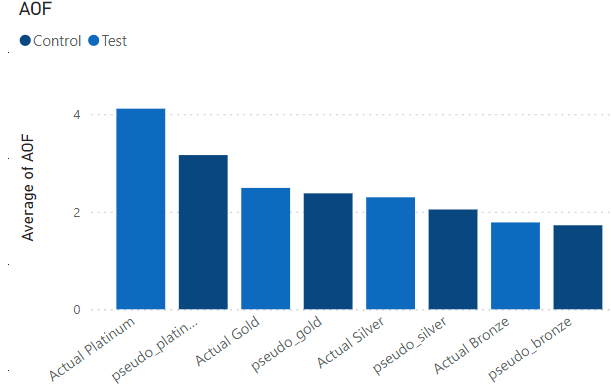 AOF
Control Test
Average of AOF
4
2
0
Actual Platinum
pseudo_platin...
Actual Gold
pseudo_gold
Actual Silver
pseudo_silver
Actual Bronze
pseudo_bronze